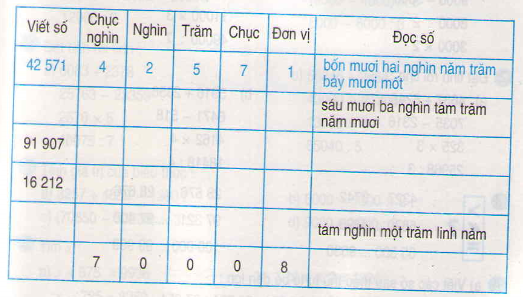 Viết số Chục nghìn Nghìn Trăm Chục Đơn vị Đọc số
42 571 4 2 5 7 1 bốn mươi hai nghìn năm trăm
bảy mươi mốt
sáu mươi ba nghìn tám trăm
năm mươi
91 907
16 212
tám nghìn một trăm linh năm
7 0 0 0 8